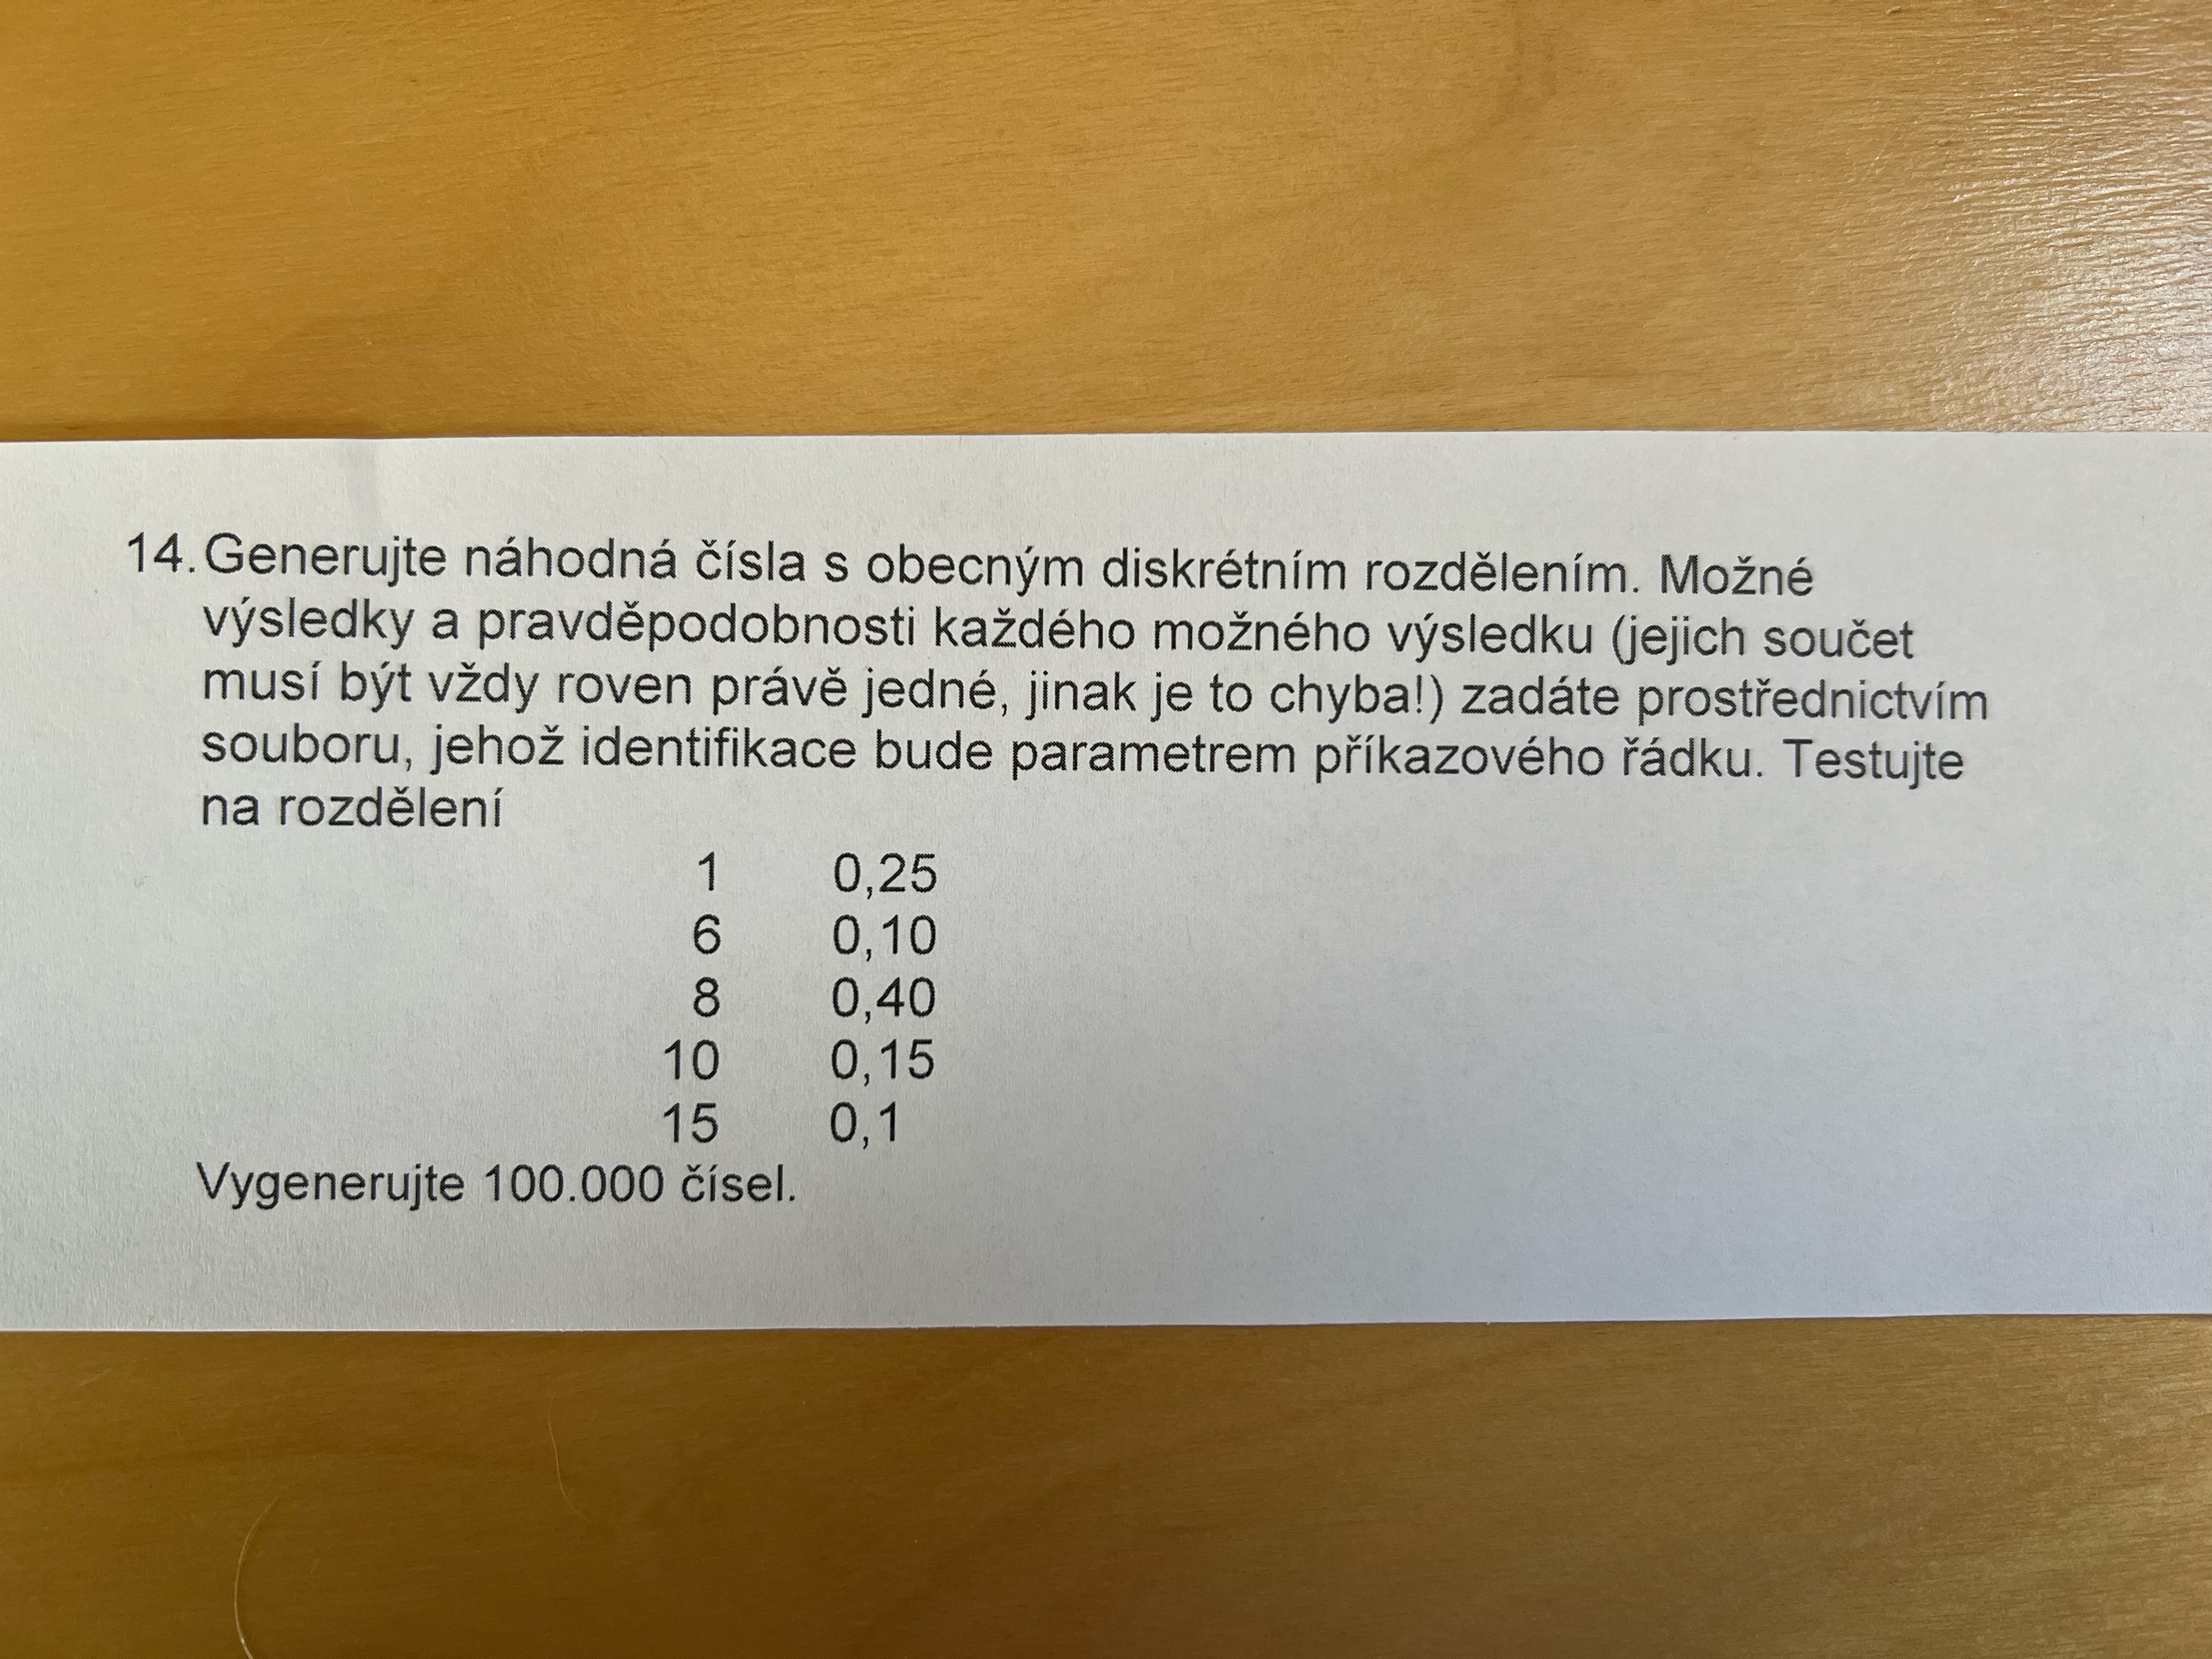 14. Generujte náhodná čísla s obecným diskrétním rozdělením. Možné
výsledky a pravděpodobnosti každého možného výsledku (jejich součet
musí být vždy roven právě jedné, jinak je to chyba!) zadáte prostřednictvím
souboru, jehož identifikace bude parametrem příkazového řádku. Testujte
na rozdělení
1 0,25
6 0,10
8 0,40
10 0,15
15 0,1
Vygenerujte 100.000 čísel.